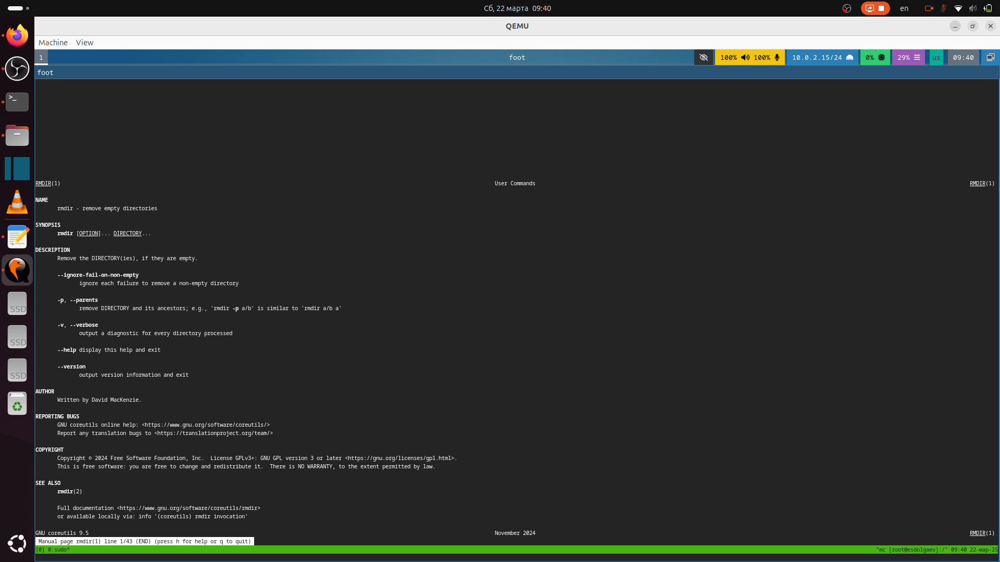 Сб, 22 марта 09:40
en
QEMU
Machine View
1 foot 100% 100% 10.0.2.15/24 0% 29% us 09:40
foot
RMDIR(1) User Commands RMDIR(1)
NAME
rmdir - remove empty directories
SYNOPSIS
rmdir [OPTION]... DIRECTORY...
DESCRIPTION
Remove the DIRECTORY(ies), if they are empty.
--ignore-fail-on-non-empty
ignore each failure to remove a non-empty directory
-p, --parents
remove DIRECTORY and its ancestors; e.g., 'rmdir -p a/b' is similar to 'rmdir a/b a'
-v, --verbose
output a diagnostic for every directory processed
--help display this help and exit
--version
output version information and exit
AUTHOR
Written by David MacKenzie.
REPORTING BUGS
GNU coreutils online help: <https://www.gnu.org/software/coreutils/>
Report any translation bugs to <https://translationproject.org/team/>
COPYRIGHT
Copyright © 2024 Free Software Foundation, Inc. License GPLv3+: GNU GPL version 3 or later <https://gnu.org/licenses/gpl.html>.
This is free software: you are free to change and redistribute it. There is NO WARRANTY, to the extent permitted by law.
SEE ALSO
rmdir(2)
Full documentation <https://www.gnu.org/software/coreutils/rmdir>
or available locally via: info '(coreutils) rmdir invocation'
GNU coreutils 9.5 November 2024 RMDIR(1)
Manual page rmdir(1) line 1/43 (END) (press h for help or q to quit)
[0] 0:sudo* "mc [root@esdolgaev]:/" 09:40 22-мар-25
>_
SSD
SSD
SSD